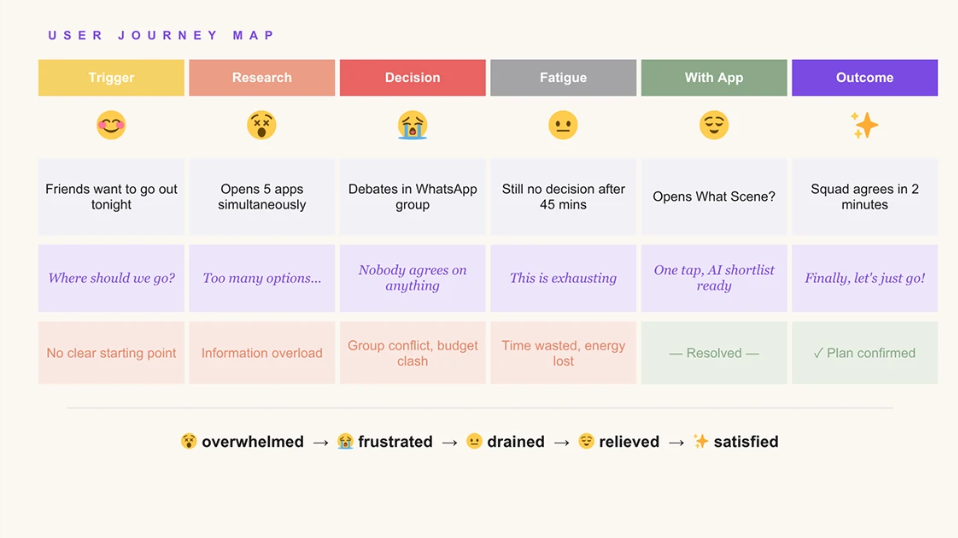 USER JOURNEY MAP
Trigger
Research
Decision
Fatigue
With App
Outcome
Friends want to go out
tonight
Opens 5 apps
simultaneously
Debates in WhatsApp
group
Still no decision after
45 mins
Opens What Scene?
Squad agrees in 2
minutes
Where should we go?
Too many options...
Nobody agrees on
anything
This is exhausting
One tap, AI shortlist
ready
Finally, let's just go!
No clear starting point
Information overload
Group conflict, budget
clash
Time wasted, energy
lost
— Resolved —
✓ Plan confirmed
😵 overwhelmed → 😭 frustrated → 😐 drained → 😌 relieved → ✨ satisfied